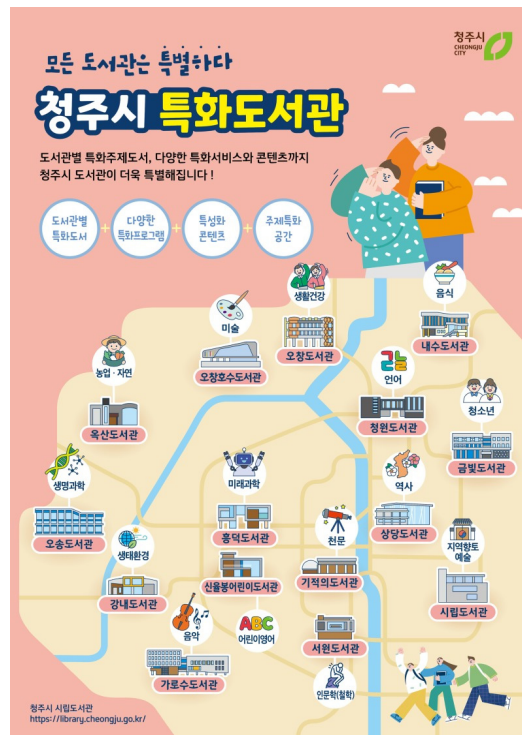 청주시
CHEONGJU
CITY
모든 도서관은 특별하다
청주시 특화도서관
도서관별 특화주제도서, 다양한 특화서비스와 콘텐츠까지
청주시 도서관이 더욱 특별해집니다 !
도서관별
특화도서
+
다양한
특화프로그램
+
특성화
콘텐츠
+
주제특화
공간
생활건강
오창도서관
음식
내수도서관
미술
오창호수도서관
농업 · 자연
옥산도서관
언어
청원도서관
청소년
금빛도서관
생명과학
오송도서관
미래과학
흥덕도서관
역사
상당도서관
천문
기적의도서관
지역향토
예술
시립도서관
생태환경
강내도서관
신율봉어린이도서관
ABC
어린이영어
음악
가로수도서관
서원도서관
인문학(철학)
청주시 시립도서관
https://library.cheongju.go.kr/